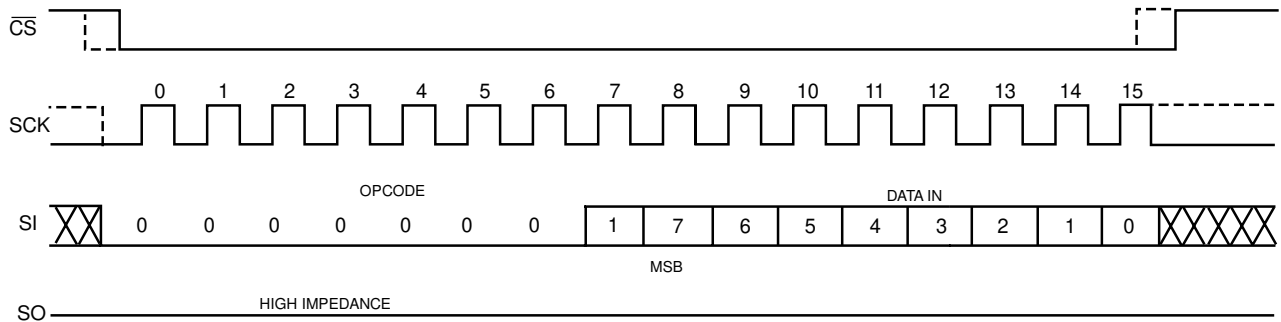 CS
0 1 2 3 4 5 6 7 8 9 10 11 12 13 14 15
SCK
OPCODE DATA IN
SI 0 0 0 0 0 0 0 1 7 6 5 4 3 2 1 0
MSB
HIGH IMPEDANCE
SO